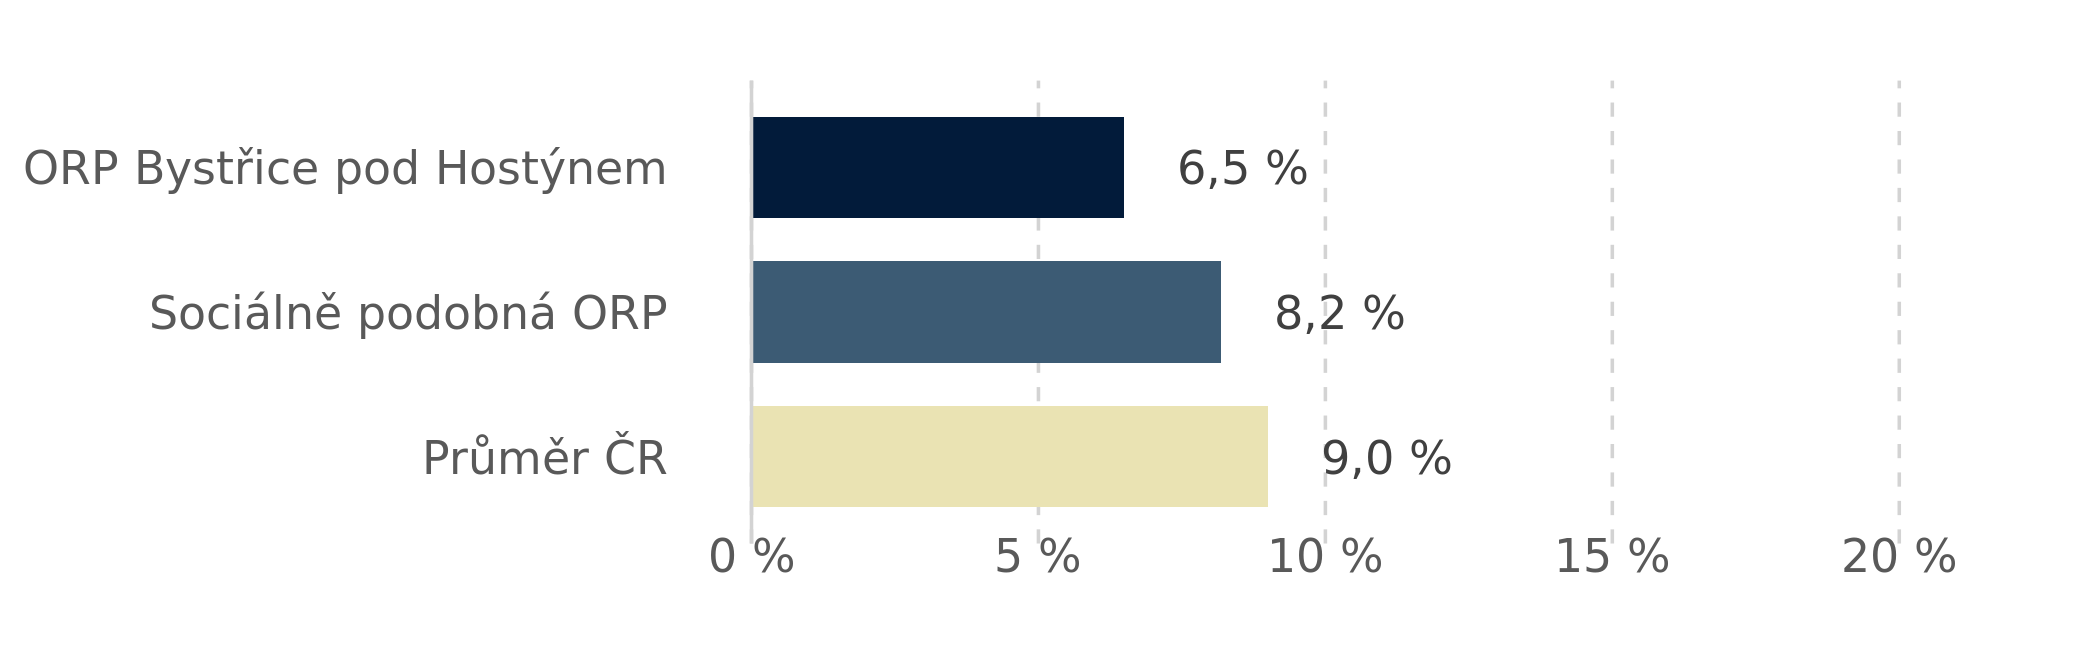 ORP Bystřice pod Hostýnem
6,5 %
Sociálně podobná ORP
8,2 %
Průměr ČR
9,0 %
0 %
5 %
10 %
15 %
20 %